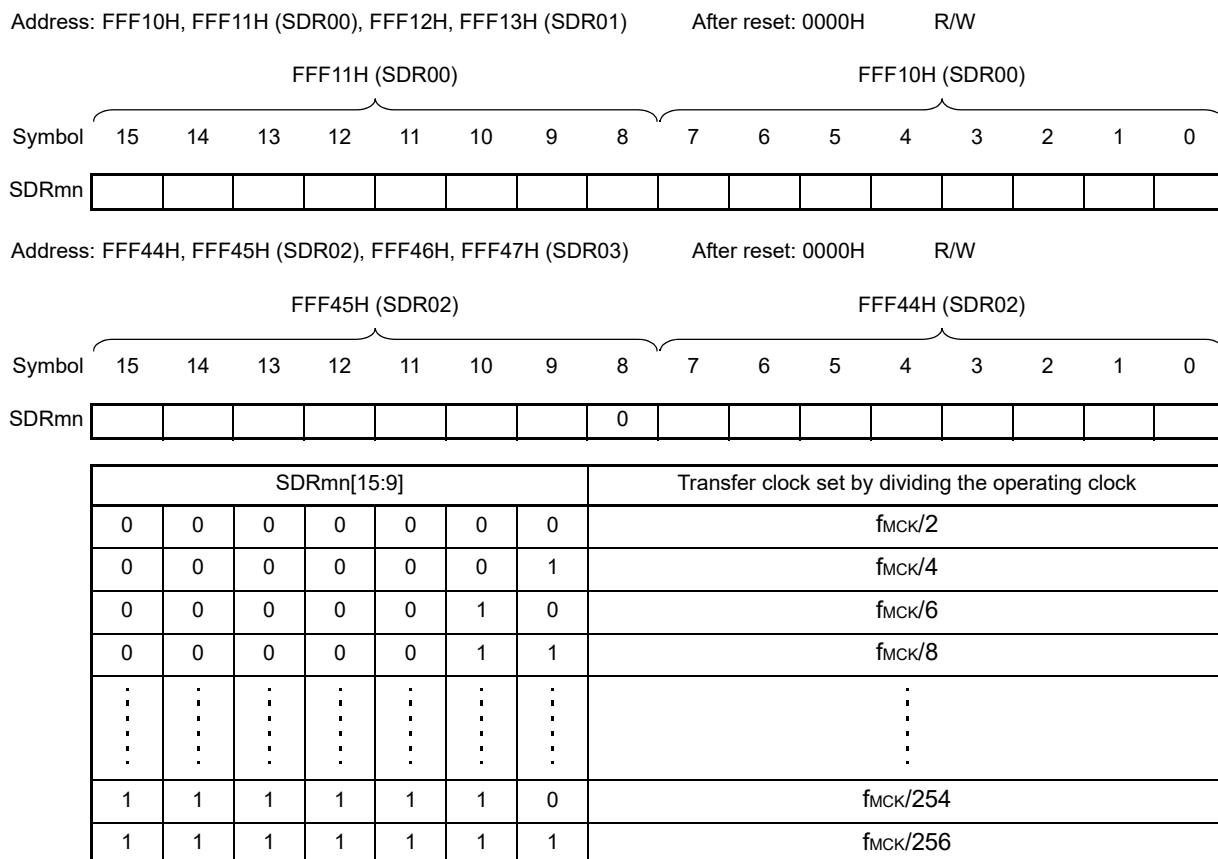 Address: FFF10H, FFF11H (SDR00), FFF12H, FFF13H (SDR01) After reset: 0000H R/W
FFF11H (SDR00) FFF10H (SDR00)
Symbol 15 14 13 12 11 10 9 8 7 6 5 4 3 2 1 0
SDRmn
Address: FFF44H, FFF45H (SDR02), FFF46H, FFF47H (SDR03) After reset: 0000H R/W
FFF45H (SDR02) FFF44H (SDR02)
Symbol 15 14 13 12 11 10 9 8 7 6 5 4 3 2 1 0
SDRmn 0
SDRmn[15:9] Transfer clock set by dividing the operating clock
0 0 0 0 0 0 0 fMCK/2
0 0 0 0 0 0 1 fMCK/4
0 0 0 0 0 1 0 fMCK/6
0 0 0 0 0 1 1 fMCK/8
1 1 1 1 1 1 0 fMCK/254
1 1 1 1 1 1 1 fMCK/256